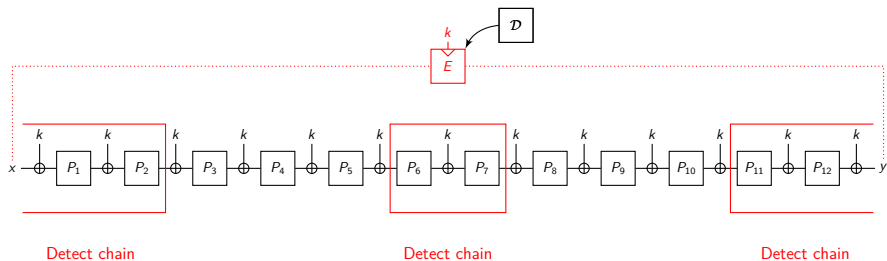 𝒟
k
E
k k k k k k k k k k k k k
x P1 P2 P3 P4 P5 P6 P7 P8 P9 P10 P11 P12 y
Detect chain Detect chain Detect chain